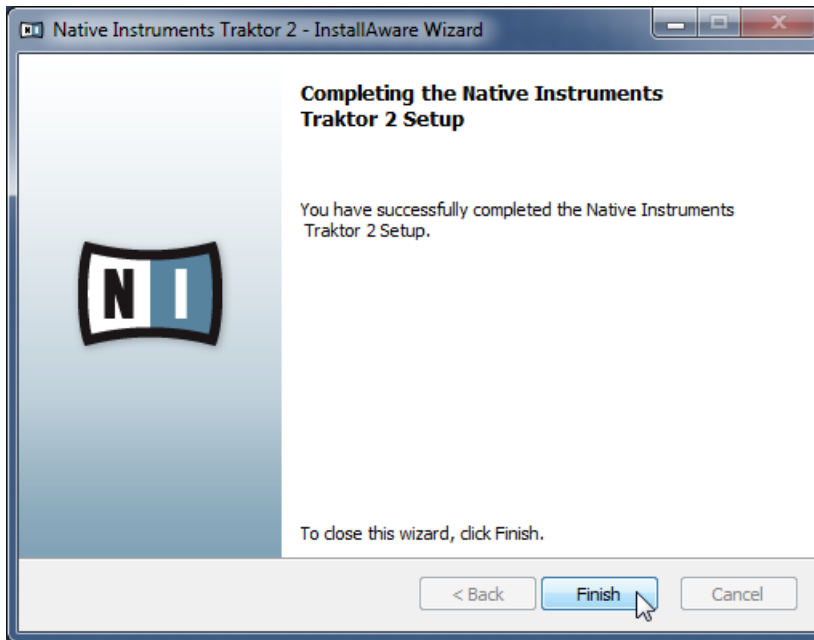 Native Instruments Traktor 2 - InstallAware Wizard
Completing the Native Instruments
Traktor 2 Setup
You have successfully completed the Native Instruments
Traktor 2 Setup.
NI
To close this wizard, click Finish.
< Back Finish Cancel